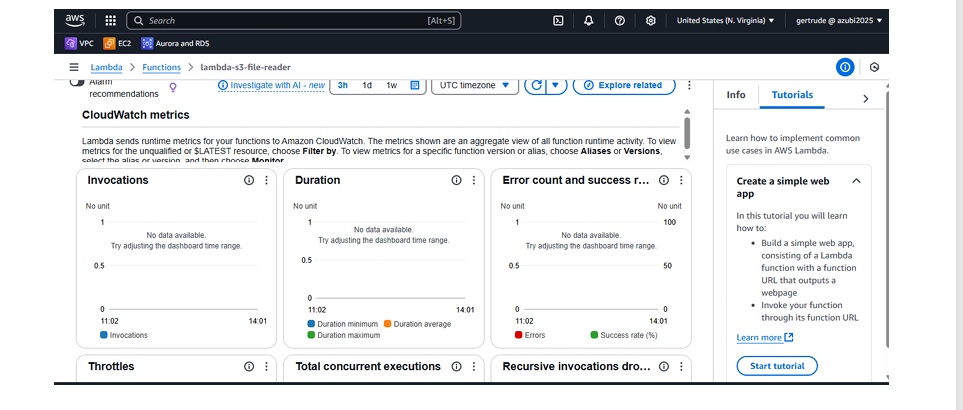 aws
Search
[Alt+S]
United States (N. Virginia) ▼
gertrude @ azubi2025 ▼
VPC
EC2
Aurora and RDS
Lambda > Functions > lambda-s3-file-reader
Alarm
recommendations
Investigate with AI - new
3h
1d
1w
UTC timezone ▼
Explore related
CloudWatch metrics
Lambda sends runtime metrics for your functions to Amazon CloudWatch. The metrics shown are an aggregate view of all function runtime activity. To view
metrics for the unqualified or $LATEST resource, choose Filter by. To view metrics for a specific function version or alias, choose Aliases or Versions,
select the alias or version, and then choose Monitor.
Invocations
No unit
1
No data available.
Try adjusting the dashboard time range.
0.5
0
11:02
14:01
Invocations
Duration
No unit
1
No data available.
Try adjusting the dashboard time range.
0.5
0
11:02
14:01
Duration minimum
Duration average
Duration maximum
Error count and success r...
No unit
No unit
1
100
No data available.
Try adjusting the dashboard time range.
0.5
50
0
0
11:02
14:01
Errors
Success rate (%)
Throttles
Total concurrent executions
Recursive invocations dro...
Info
Tutorials
Learn how to implement common
use cases in AWS Lambda.
Create a simple web
app
In this tutorial you will learn
how to:
• Build a simple web app,
consisting of a Lambda
function with a function
URL that outputs a
webpage
• Invoke your function
through its function URL
Learn more
Start tutorial